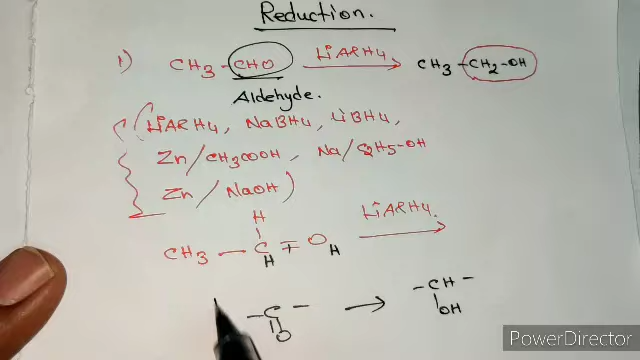 Reduction.
1) CH3 - CHO LiAlH4 → CH3 - CH2-OH
Aldehyde.
(LiAlH4, NaBH4, LiBH4,
Zn/CH3COOH, Na/C2H5-OH
Zn/NaOH)
H
CH3 — C = O LiAlH4. →
H H
- C - → - CH -
O OH
PowerDirector